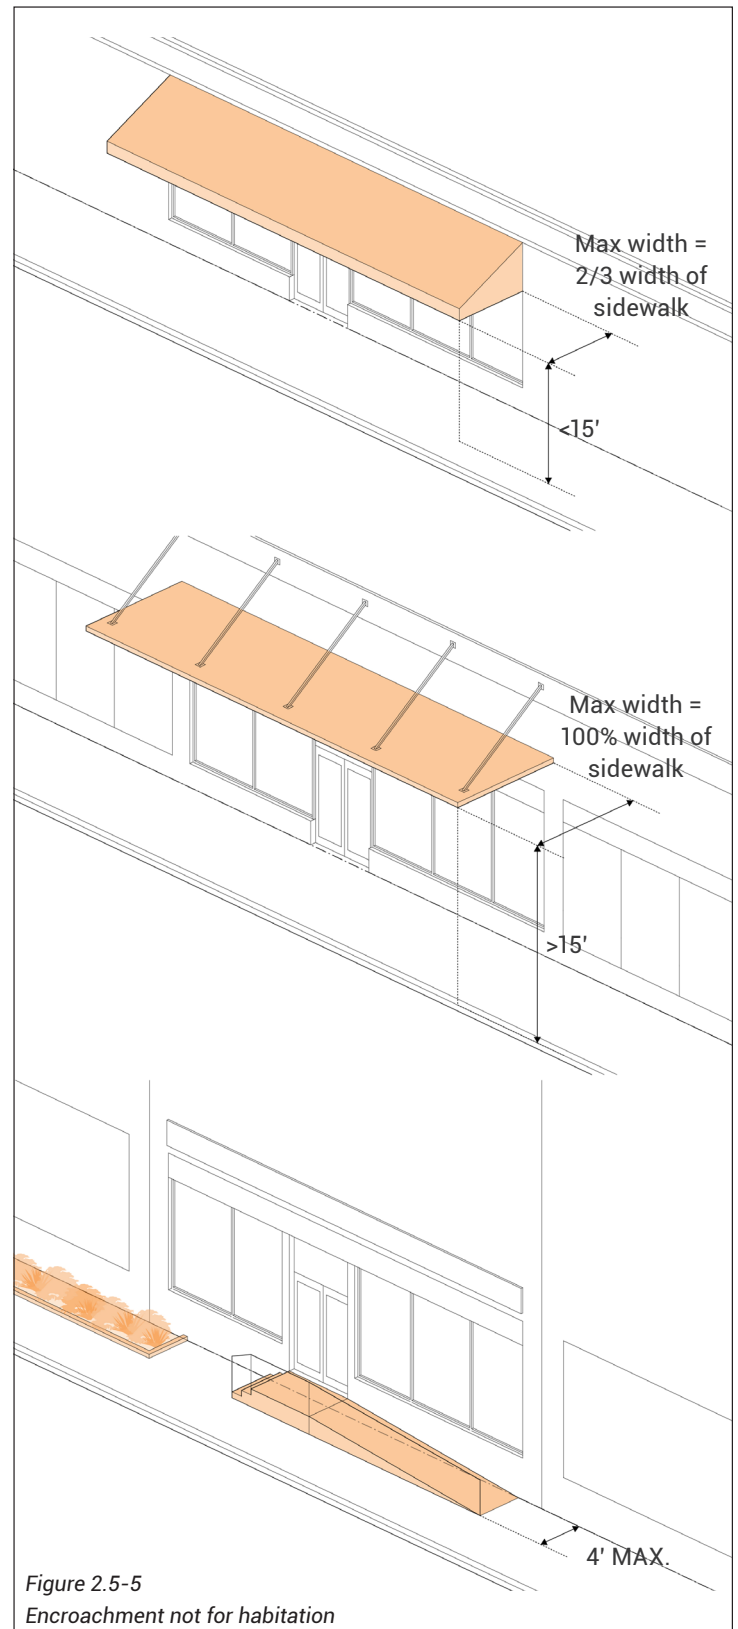 Max width =
2/3 width of
sidewalk
<15'
Max width =
100% width of
sidewalk
>15'
4' MAX.
Figure 2.5-5
Encroachment not for habitation